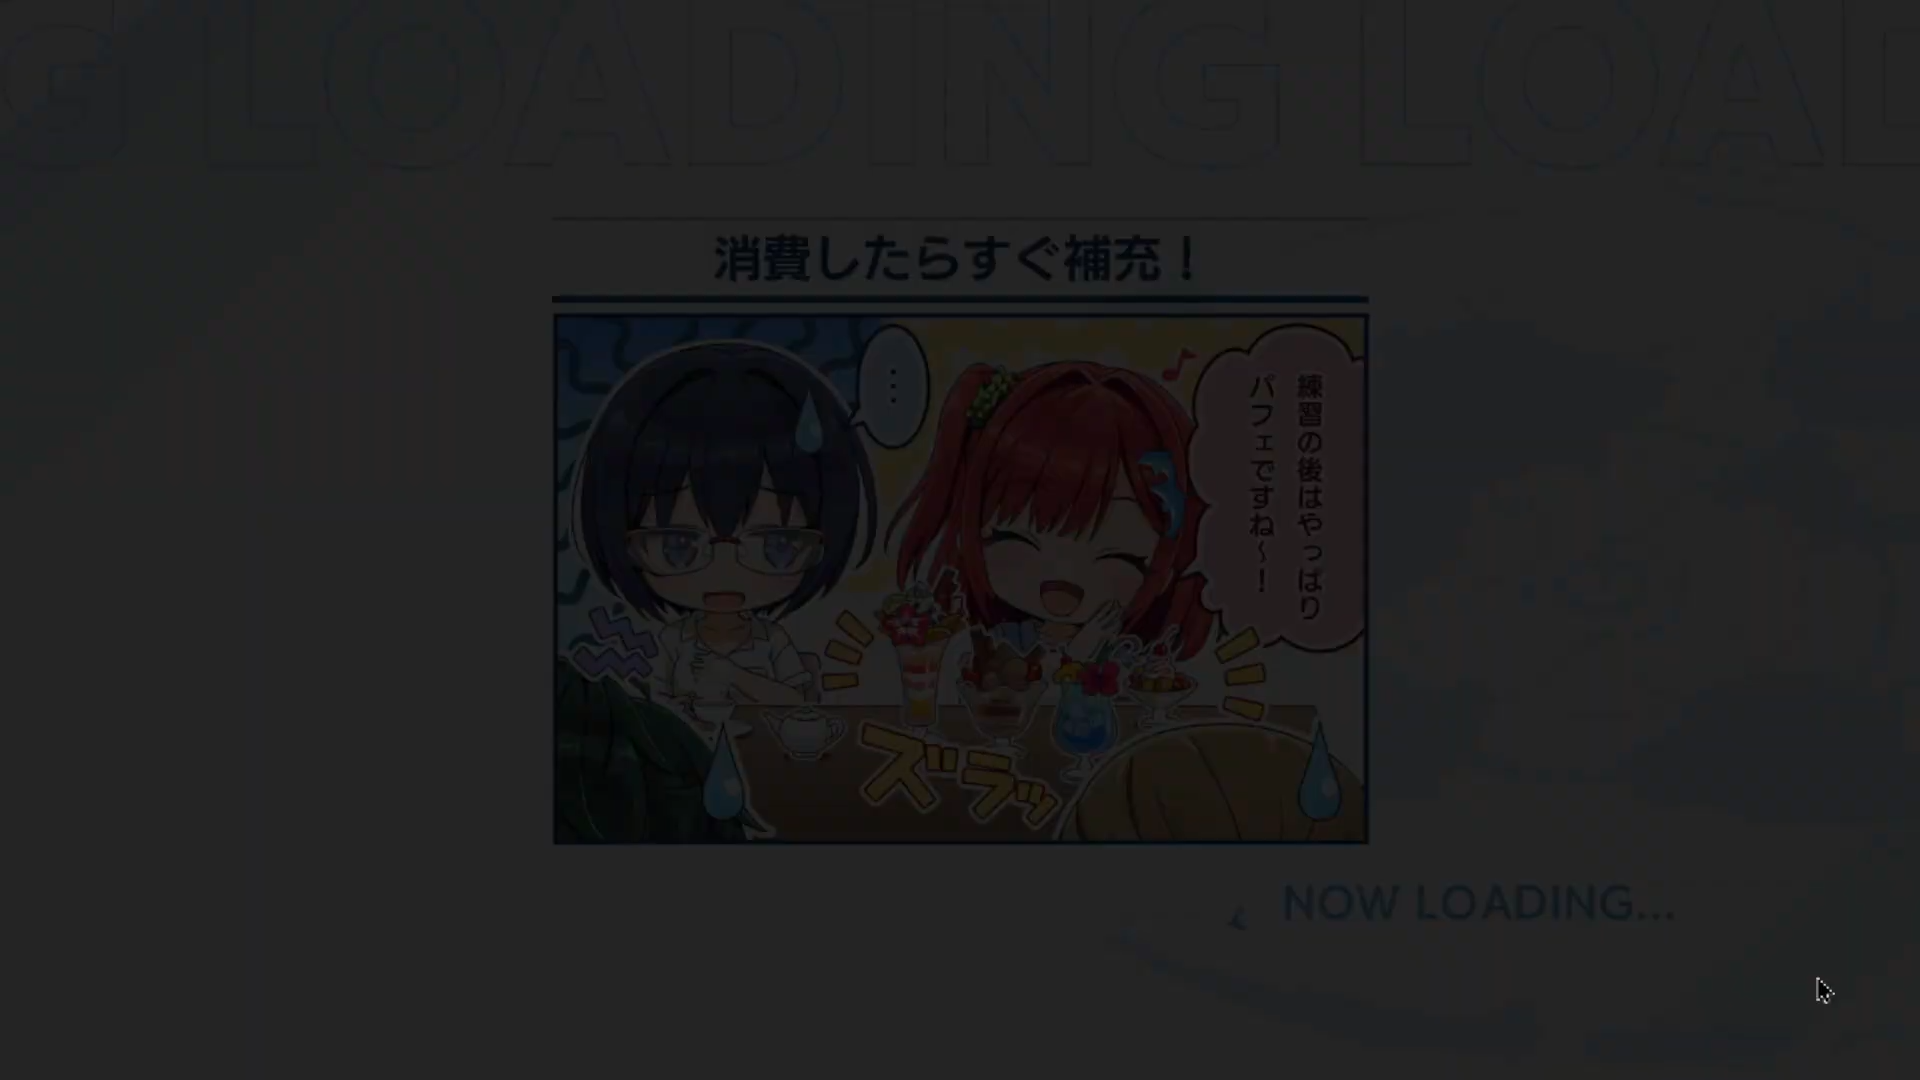 G LOADING LOAD
消費したらすぐ補充！
…
練習の後はやっぱり
パフェですね～！
ズラッ
NOW LOADING...